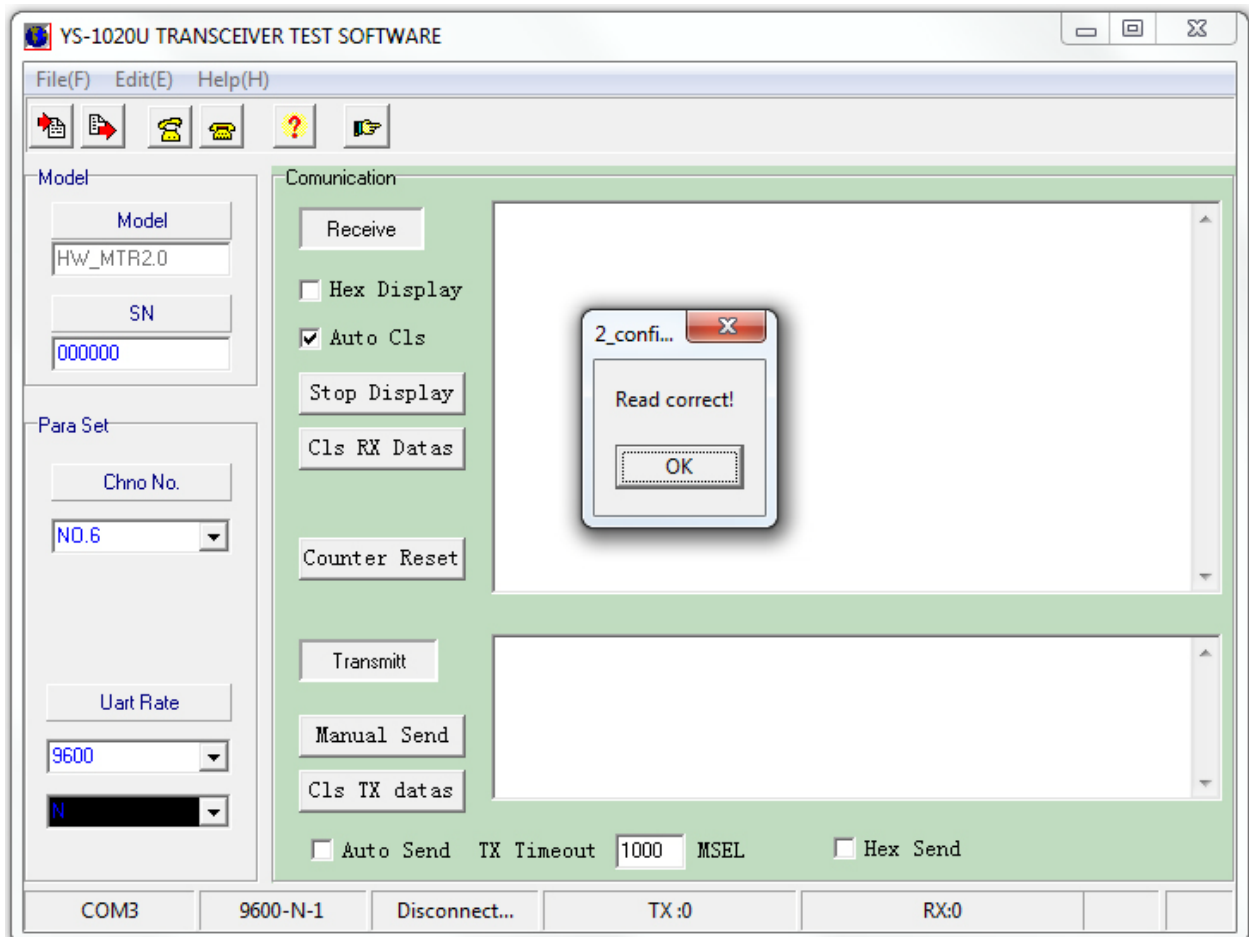 YS-1020U TRANSCEIVER TEST SOFTWARE
File(F) Edit(E) Help(H)
Model
Model
HW_MTR2.0
SN
000000
Para Set
Chno No.
NO.6
Uart Rate
9600
N
Comunication
Receive
Hex Display
Auto Cls
Stop Display
Cls RX Datas
Counter Reset
2_confi...
Read correct!
OK
Transmitt
Manual Send
Cls TX datas
Auto Send TX Timeout 1000 MSEL Hex Send
COM3 9600-N-1 Disconnect... TX :0 RX:0